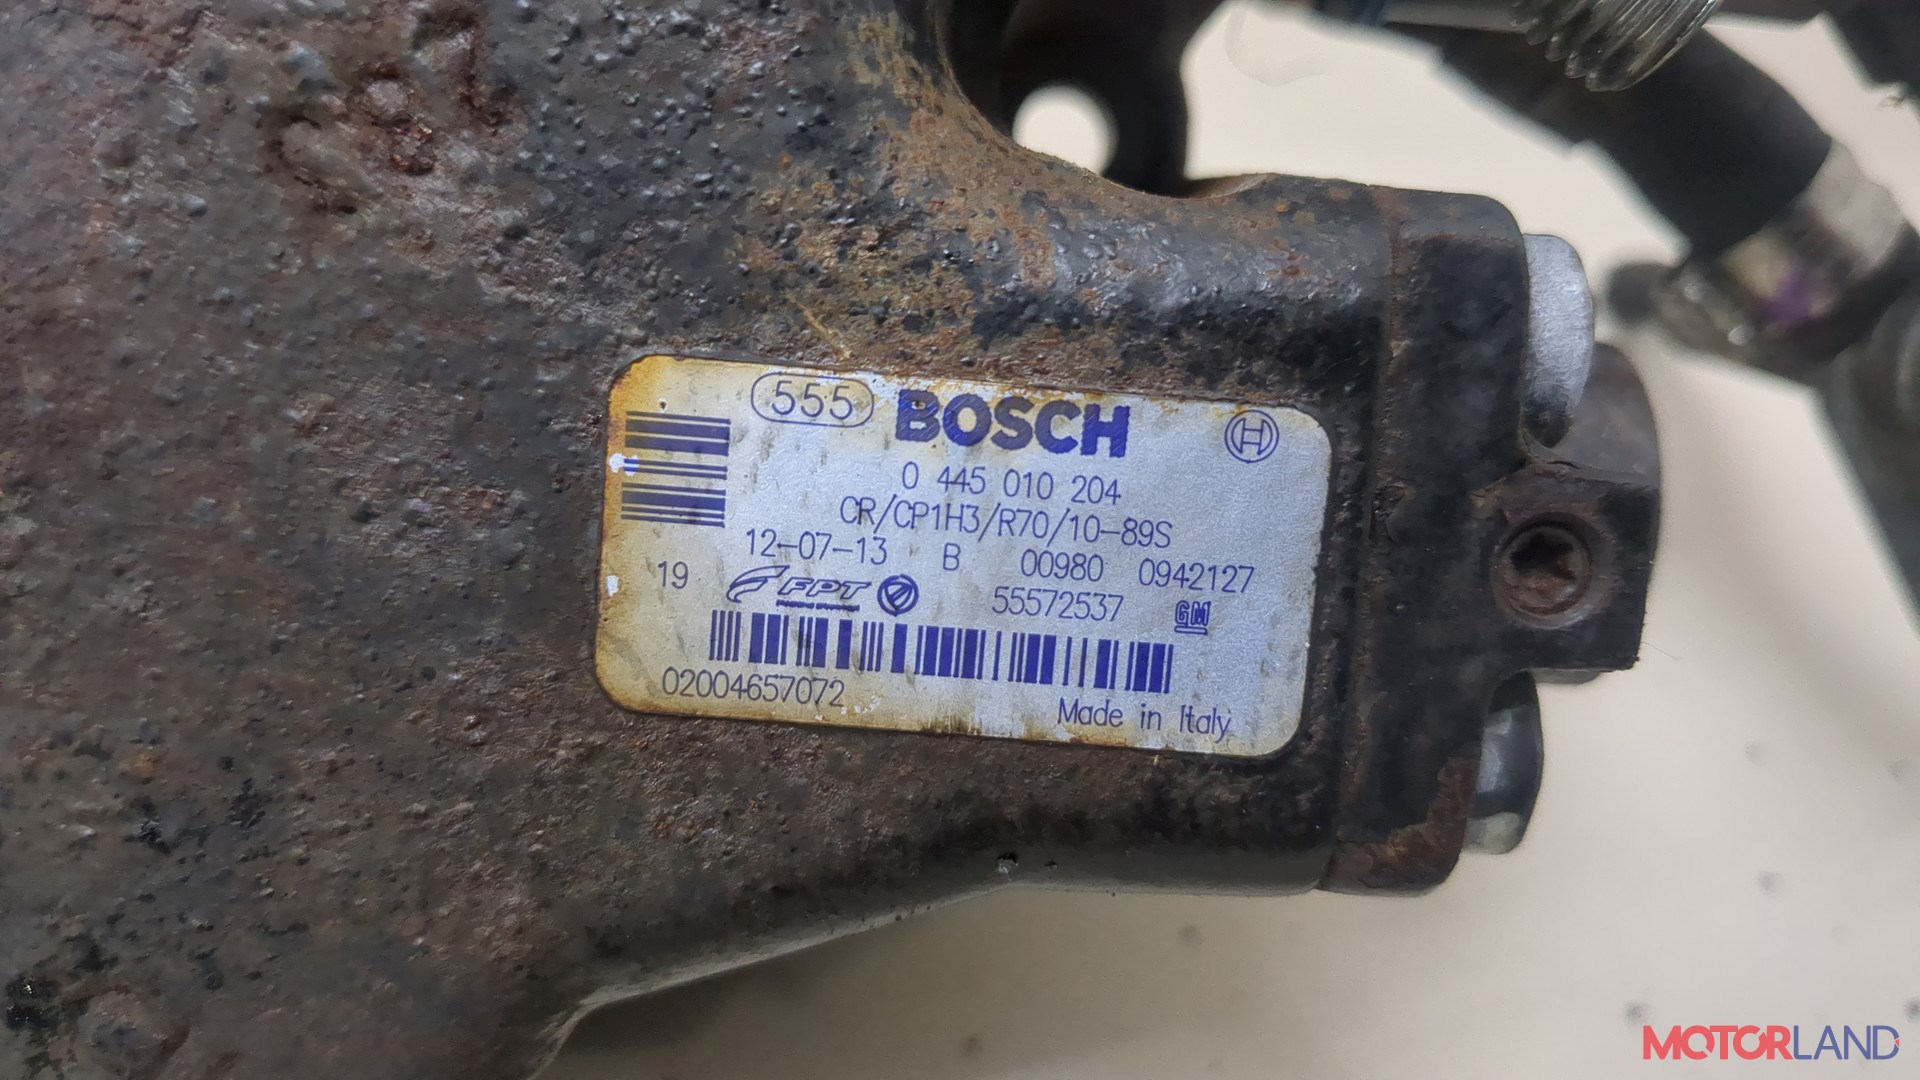 555 BOSCH H
0 445 010 204
CR/CP1H3/R70/10-89S
12-07-13 B 00980 0942127
19 FPT 55572537 GM
02004657072
Made in Italy
MOTORLAND